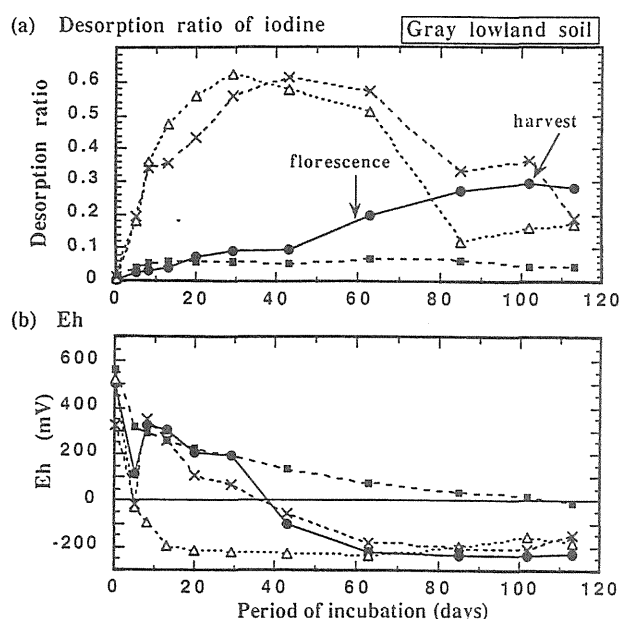 (a) Desorption ratio of iodine
Gray lowland soil
0.6
0.5
0.4
0.3
0.2
0.1
0
Desorption ratio
florescence
harvest
0 20 40 60 80 100 120
(b) Eh
600
400
200
0
-200
Eh (mV)
0 20 40 60 80 100 120
Period of incubation (days)